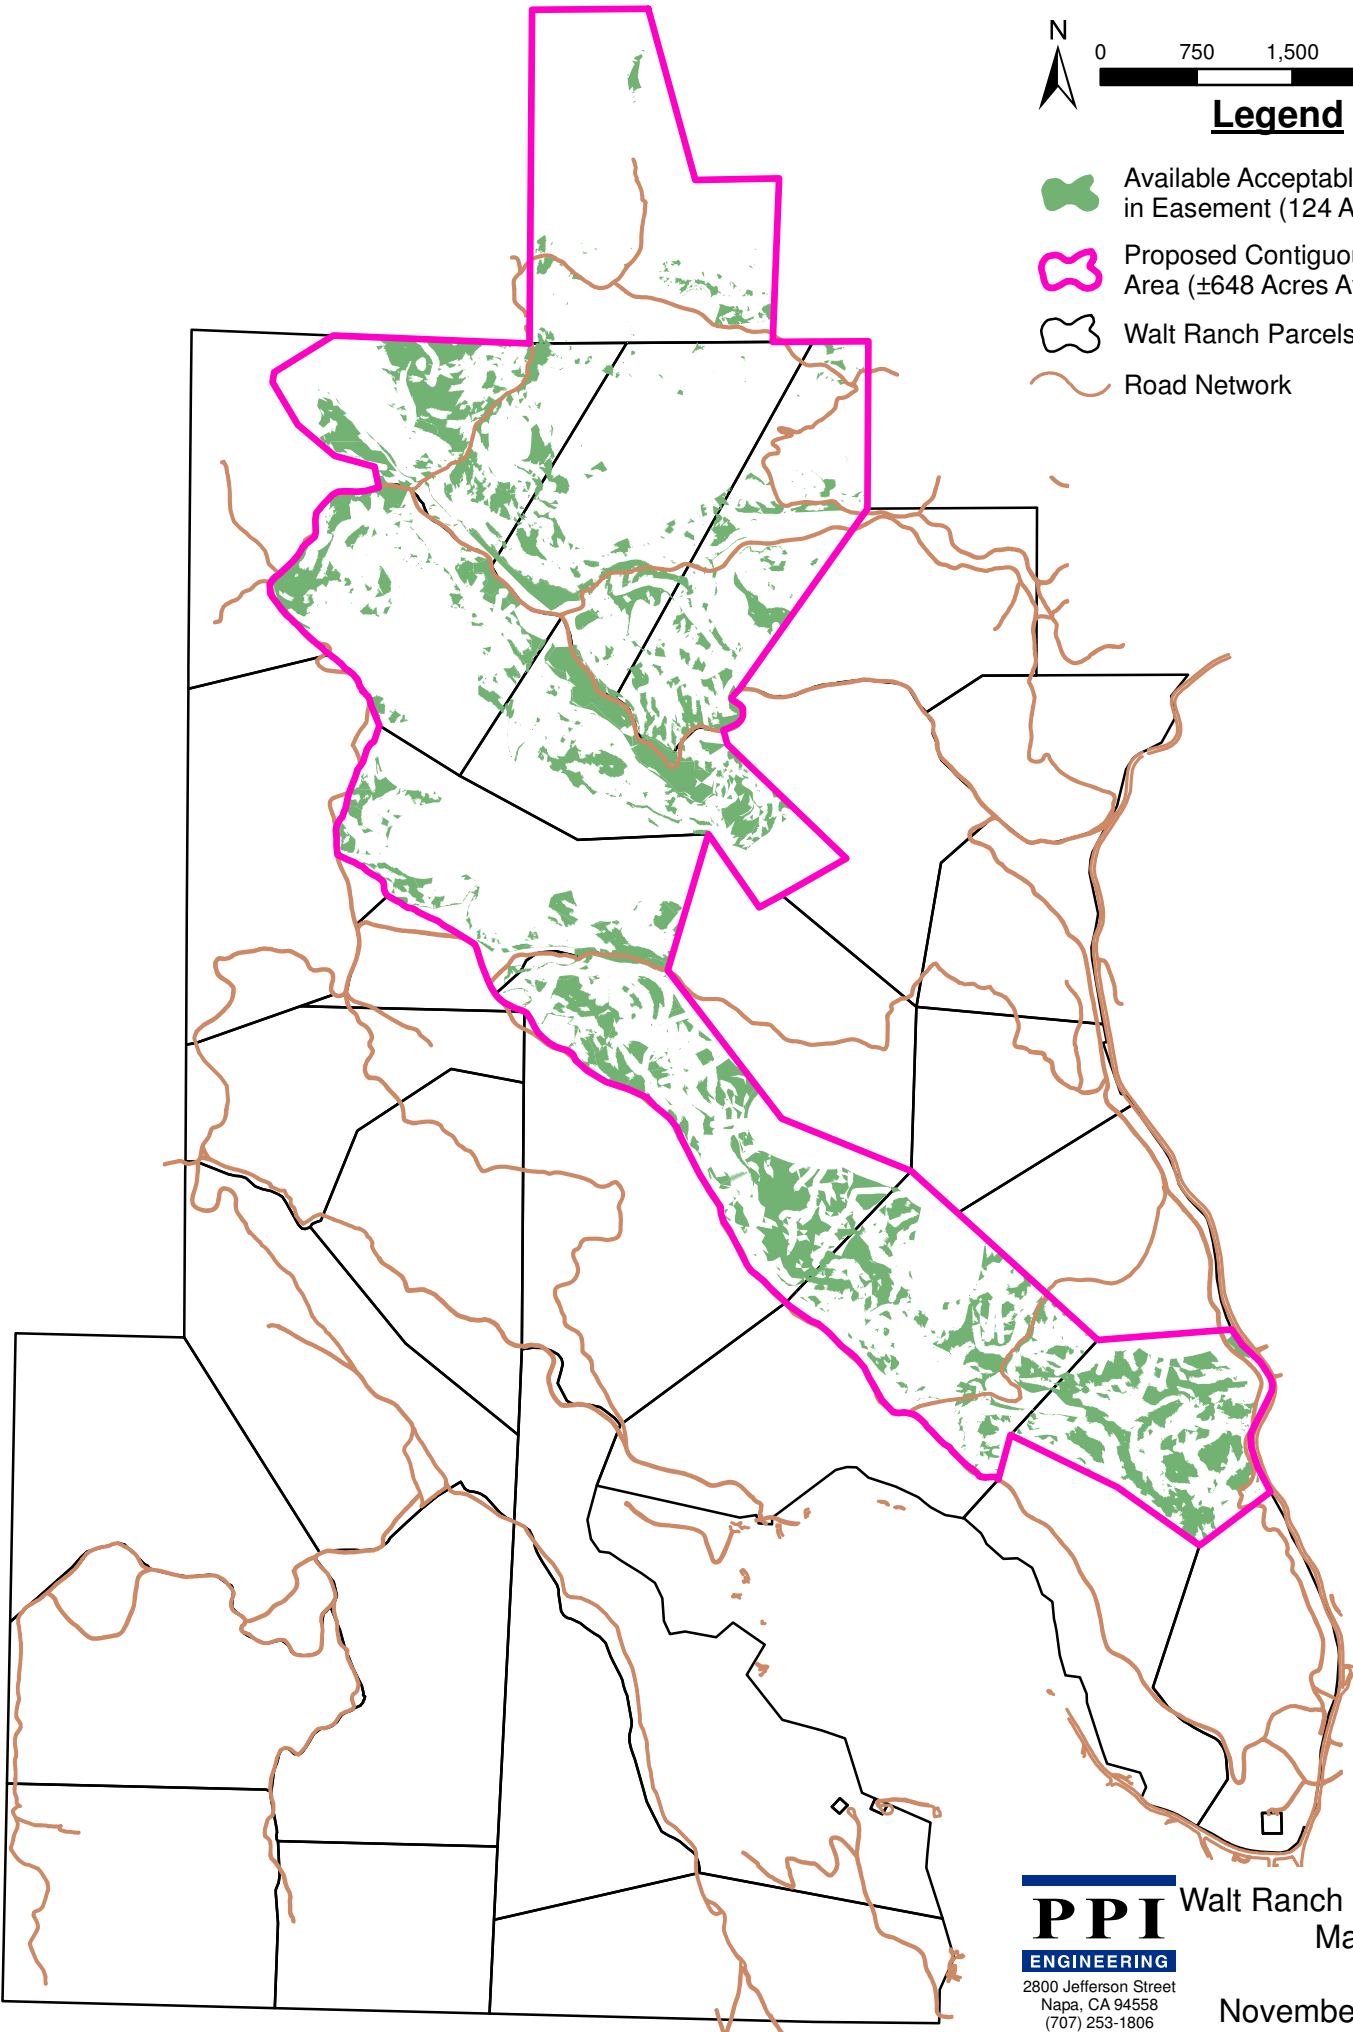 N
0 750 1,500
Legend
Available Acceptabl
in Easement (124 A
Proposed Contiguou
Area (±648 Acres A
Walt Ranch Parcels
Road Network
PPI
ENGINEERING
2800 Jefferson Street
Napa, CA 94558
(707) 253-1806
Walt Ranch
Ma
Novembe